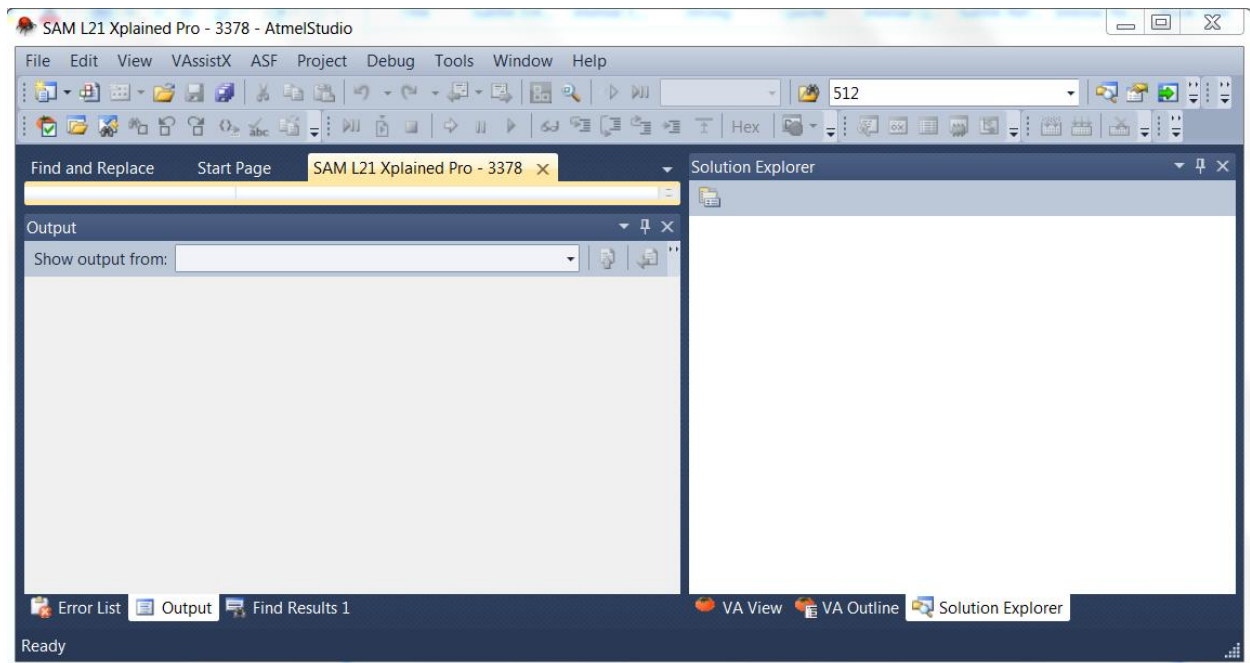 SAM L21 Xplained Pro - 3378 - AtmelStudio
File Edit View VAssistX ASF Project Debug Tools Window Help
512
Hex
Find and Replace Start Page SAM L21 Xplained Pro - 3378
Solution Explorer
Output
Show output from:
Error List Output Find Results 1
VA View VA Outline Solution Explorer
Ready